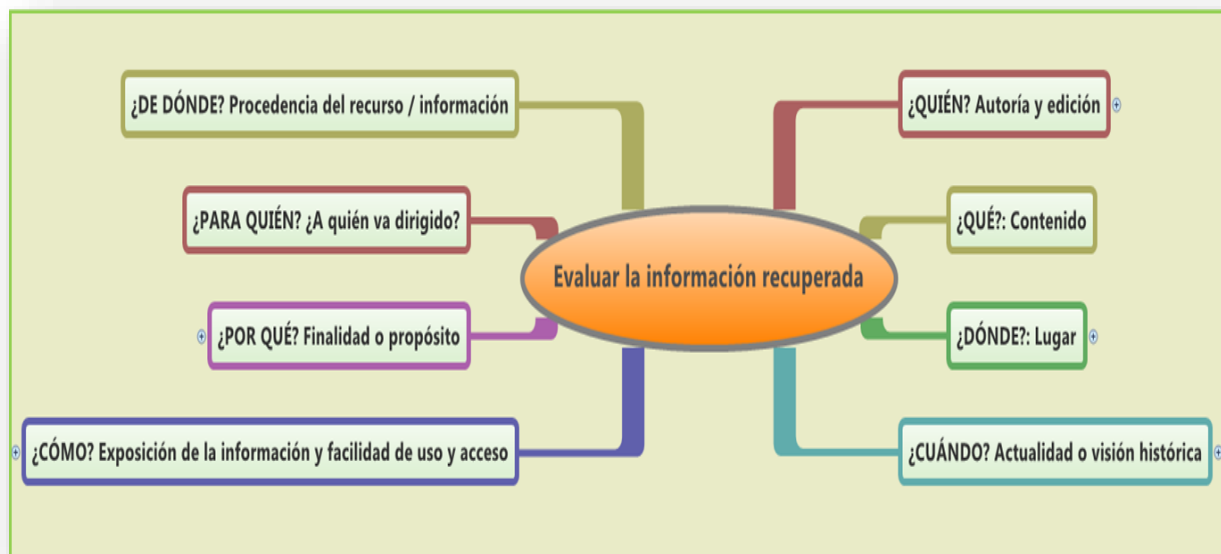 ¿DE DÓNDE? Procedencia del recurso / información
¿QUIÉN? Autoría y edición
¿PARA QUIÉN? ¿A quién va dirigido?
¿QUÉ?: Contenido
Evaluar la información recuperada
¿POR QUÉ? Finalidad o propósito
¿DÓNDE?: Lugar
¿CÓMO? Exposición de la información y facilidad de uso y acceso
¿CUÁNDO? Actualidad o visión histórica